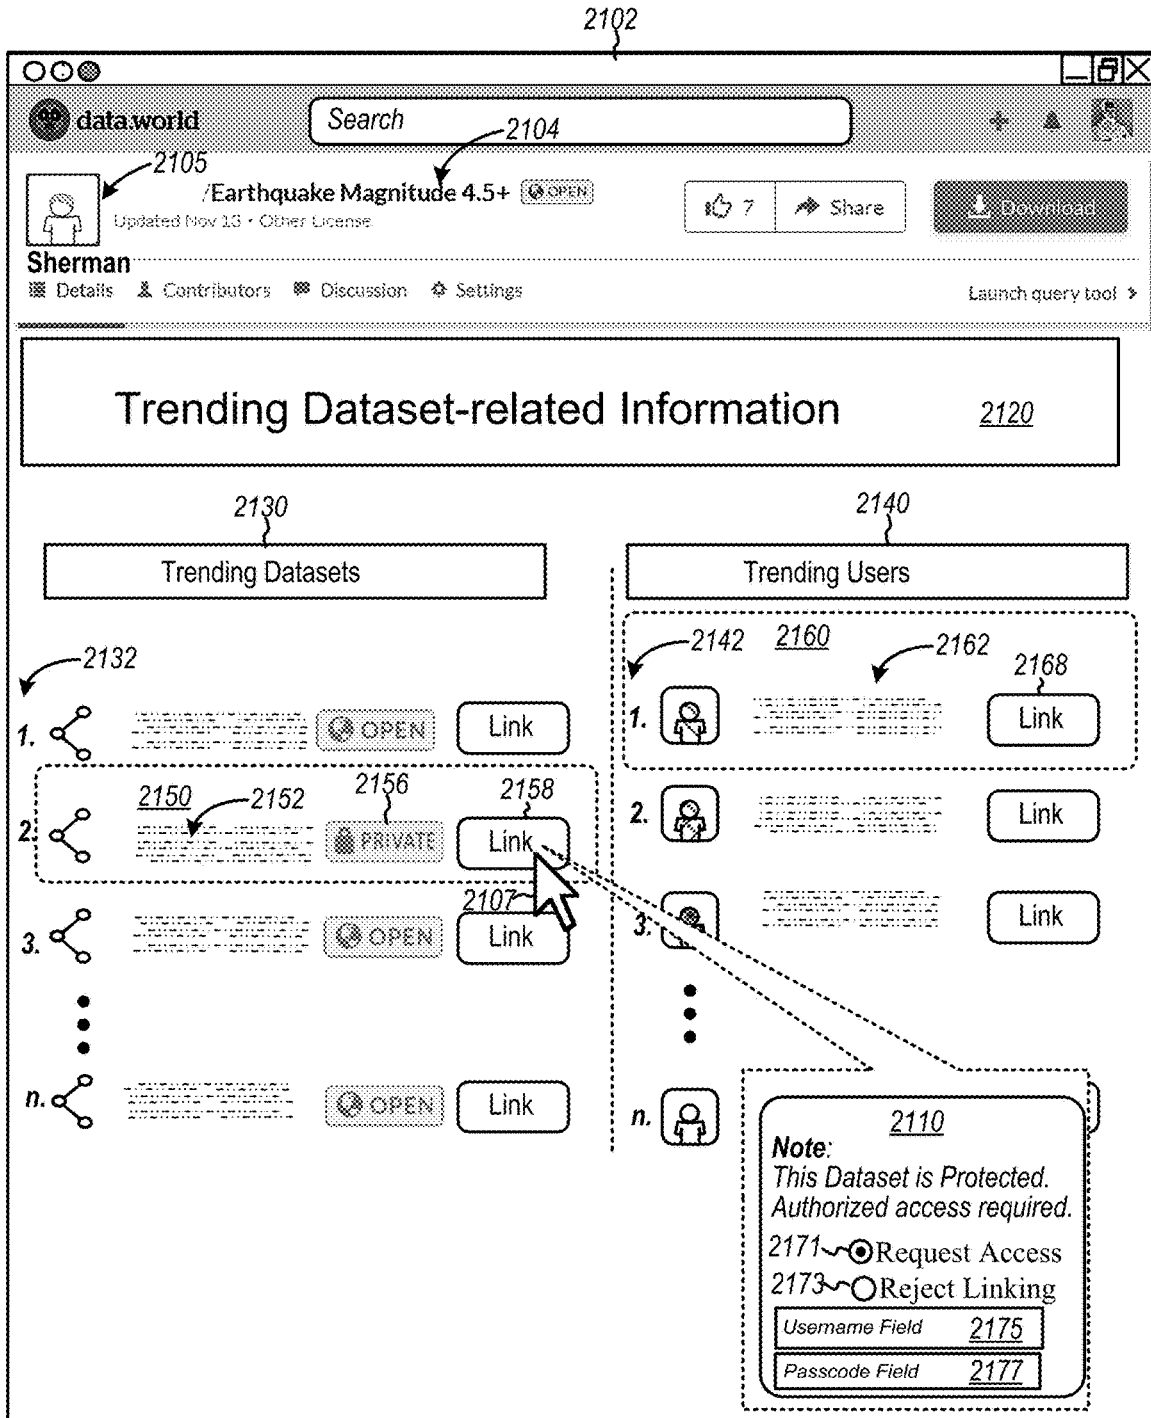 2102
data.world
Search
2104
2105
/Earthquake Magnitude 4.5+ OPEN
Updated Nov 13 • Other License
7 Share Download
Sherman
Details Contributors Discussion Settings
Launch query tool >
Trending Dataset-related Information 2120
2130
2140
Trending Datasets
Trending Users
2132
2142 2160 2162 2168
1. OPEN Link
1. Link
2150 2152 2156 2158
2. PRIVATE Link
2. Link
2107
3. OPEN Link
3. Link
n. OPEN Link
n.
2110
Note:
This Dataset is Protected.
Authorized access required.
2171 Request Access
2173 Reject Linking
Username Field 2175
Passcode Field 2177